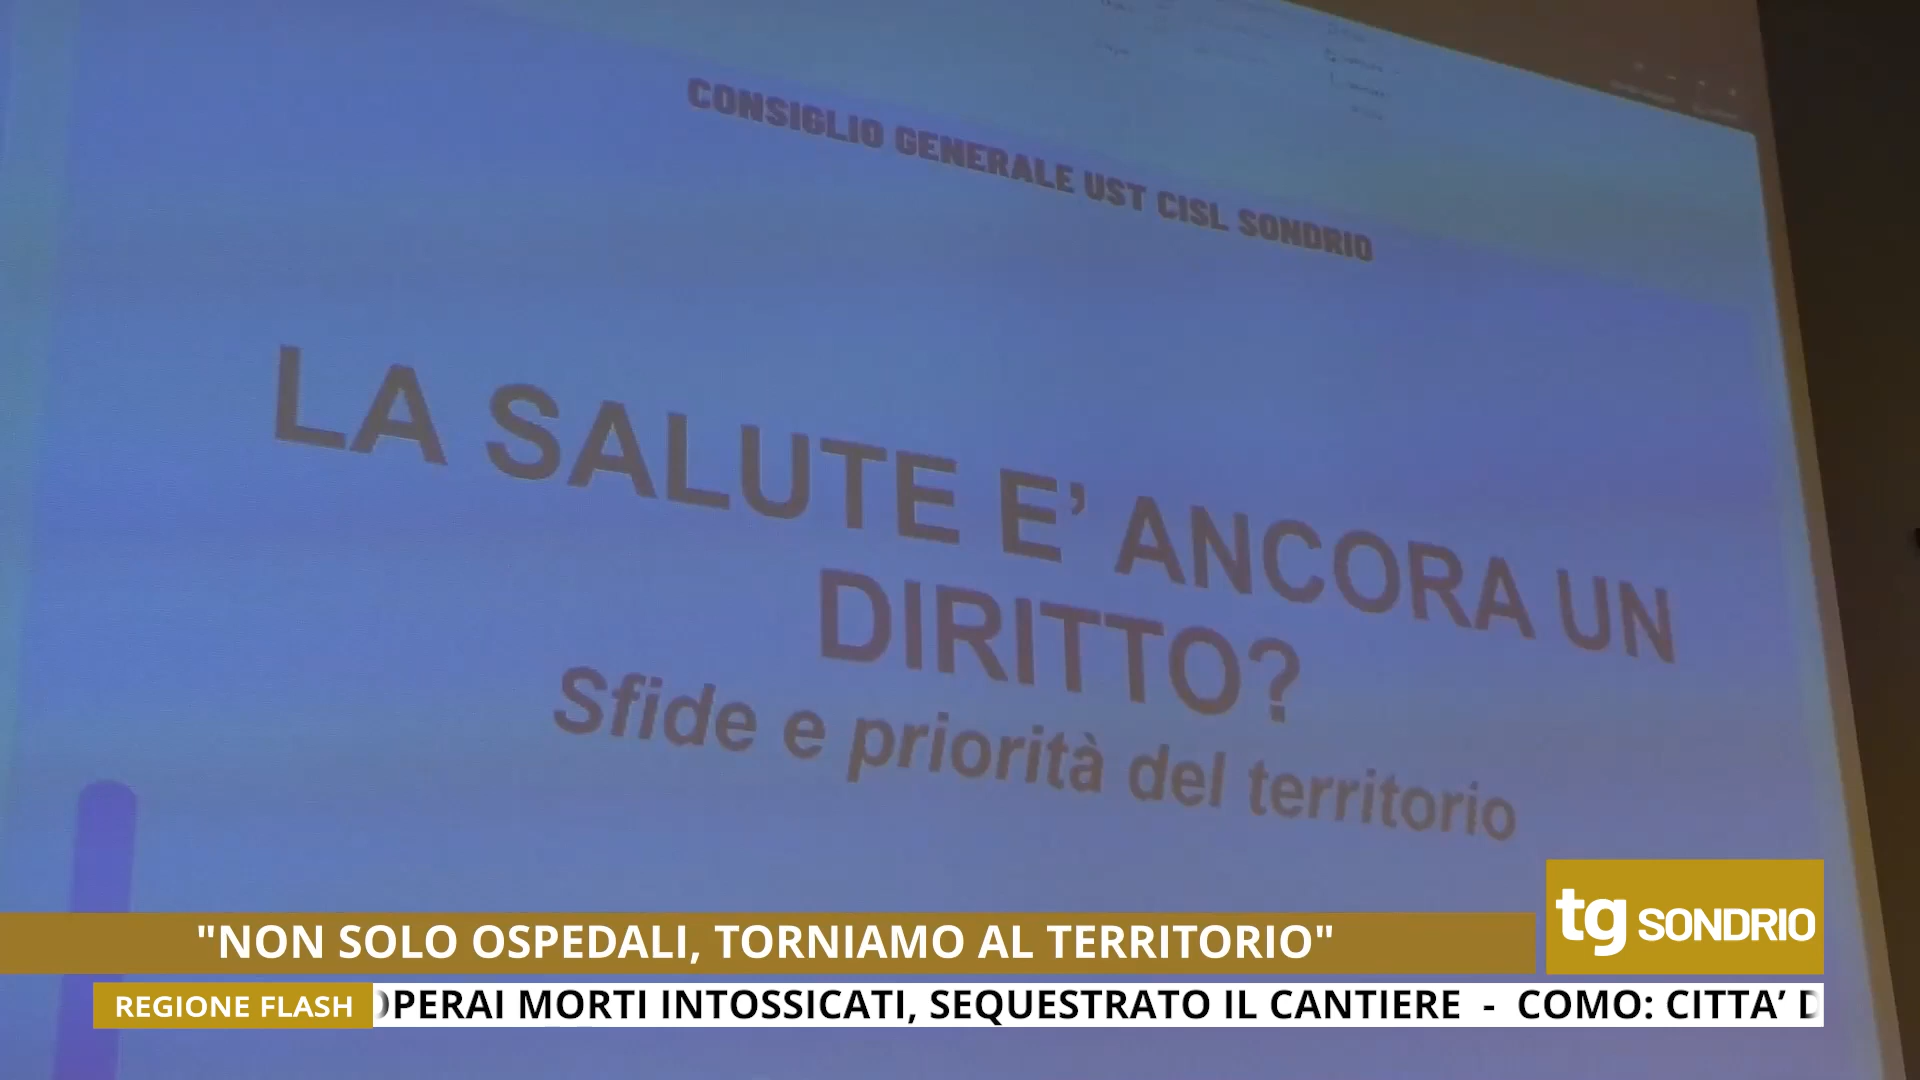 CONSIGLIO GENERALE UST CISL SONDRIO
LA SALUTE E’ ANCORA UN
DIRITTO?
Sfide e priorità del territorio
"NON SOLO OSPEDALI, TORNIAMO AL TERRITORIO"
tg SONDRIO
REGIONE FLASH
OPERAI MORTI INTOSSICATI, SEQUESTRATO IL CANTIERE - COMO: CITTA’ D